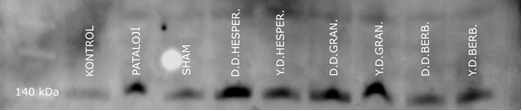 KONTROL
PATALOJİ
SHAM
D.D.HESPER.
Y.D.HESPER.
D.D.GRAN.
Y.D.GRAN.
D.D.BERB.
Y.D.BERB.
140 kDa